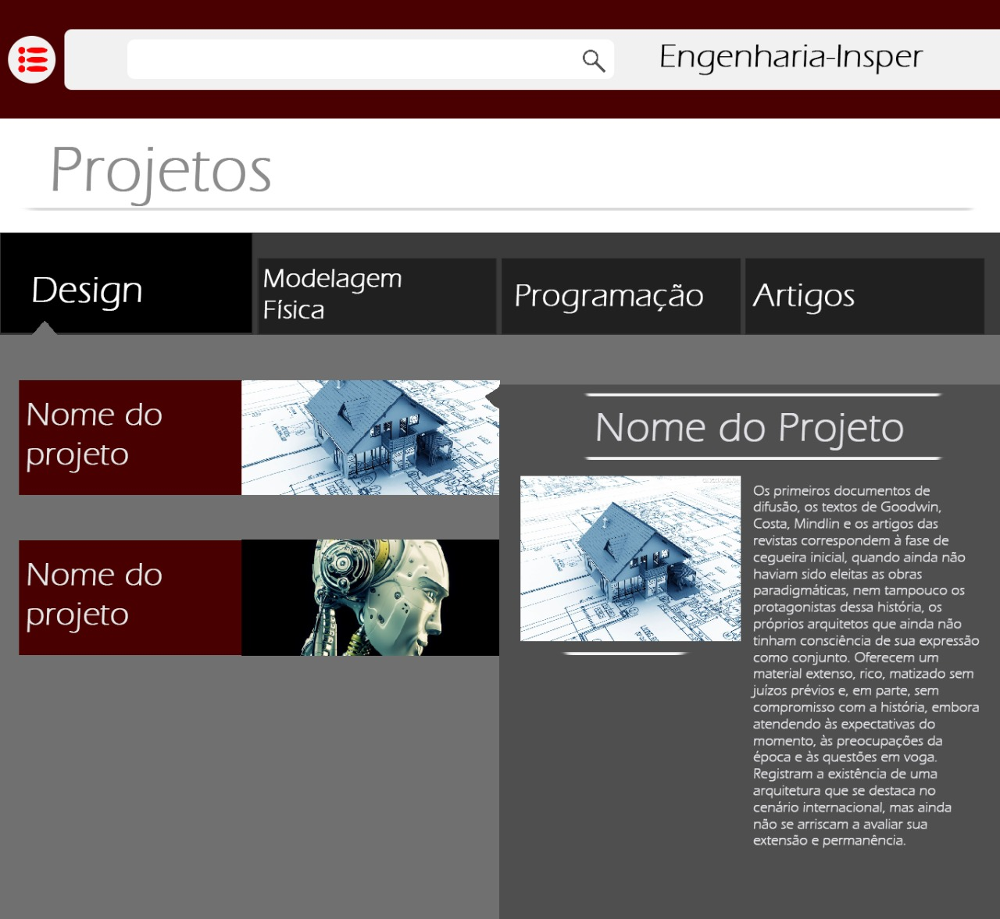 Engenharia-Insper
Projetos
Design
Modelagem
Física
Programação
Artigos
Nome do
projeto
Nome do
projeto
Nome do Projeto
Os primeiros documentos de
difusão, os textos de Goodwin,
Costa, Mindlin e os artigos das
revistas correspondem à fase de
cegueira inicial, quando ainda não
haviam sido eleitas as obras
paradigmáticas, nem tampouco os
protagonistas dessa história, os
próprios arquitetos que ainda não
tinham consciência de sua expressão
como conjunto. Oferecem um
material extenso, rico, matizado sem
juízos prévios e, em parte, sem
compromisso com a história, embora
atendendo às expectativas do
momento, às preocupações da
época e às questões em voga.
Registram a existência de uma
arquitetura que se destaca no
cenário internacional, mas ainda
não se arriscam a avaliar sua
extensão e permanência.